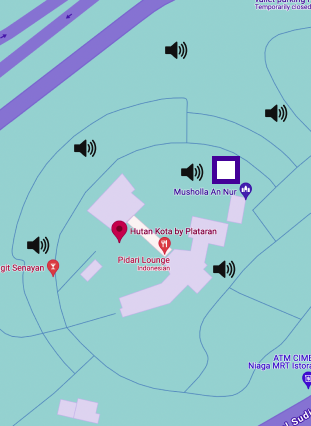 Valet parking
Temporarily closed
Musholla An Nur
Hutan Kota by Plataran
Pidari Lounge
Indonesian
git Senayan
ATM CIMB
Niaga MRT Istora
l Sudi